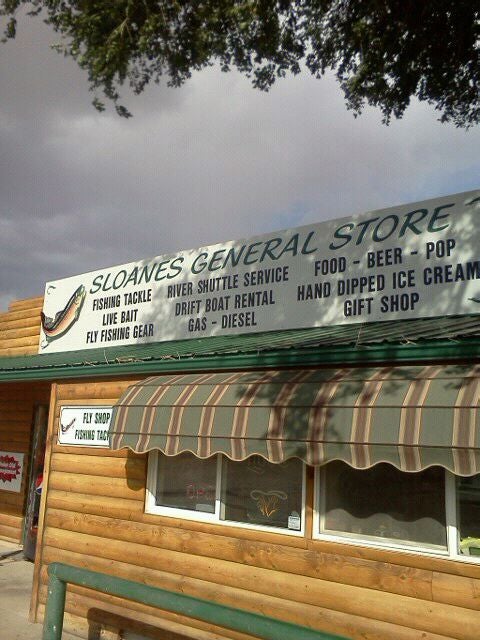 SLOANES GENERAL STORE
FISHING TACKLE
LIVE BAIT
FLY FISHING GEAR
RIVER SHUTTLE SERVICE
DRIFT BOAT RENTAL
GAS - DIESEL
FOOD - BEER - POP
HAND DIPPED ICE CREAM
GIFT SHOP
FLY SHOP
FISHING TACK